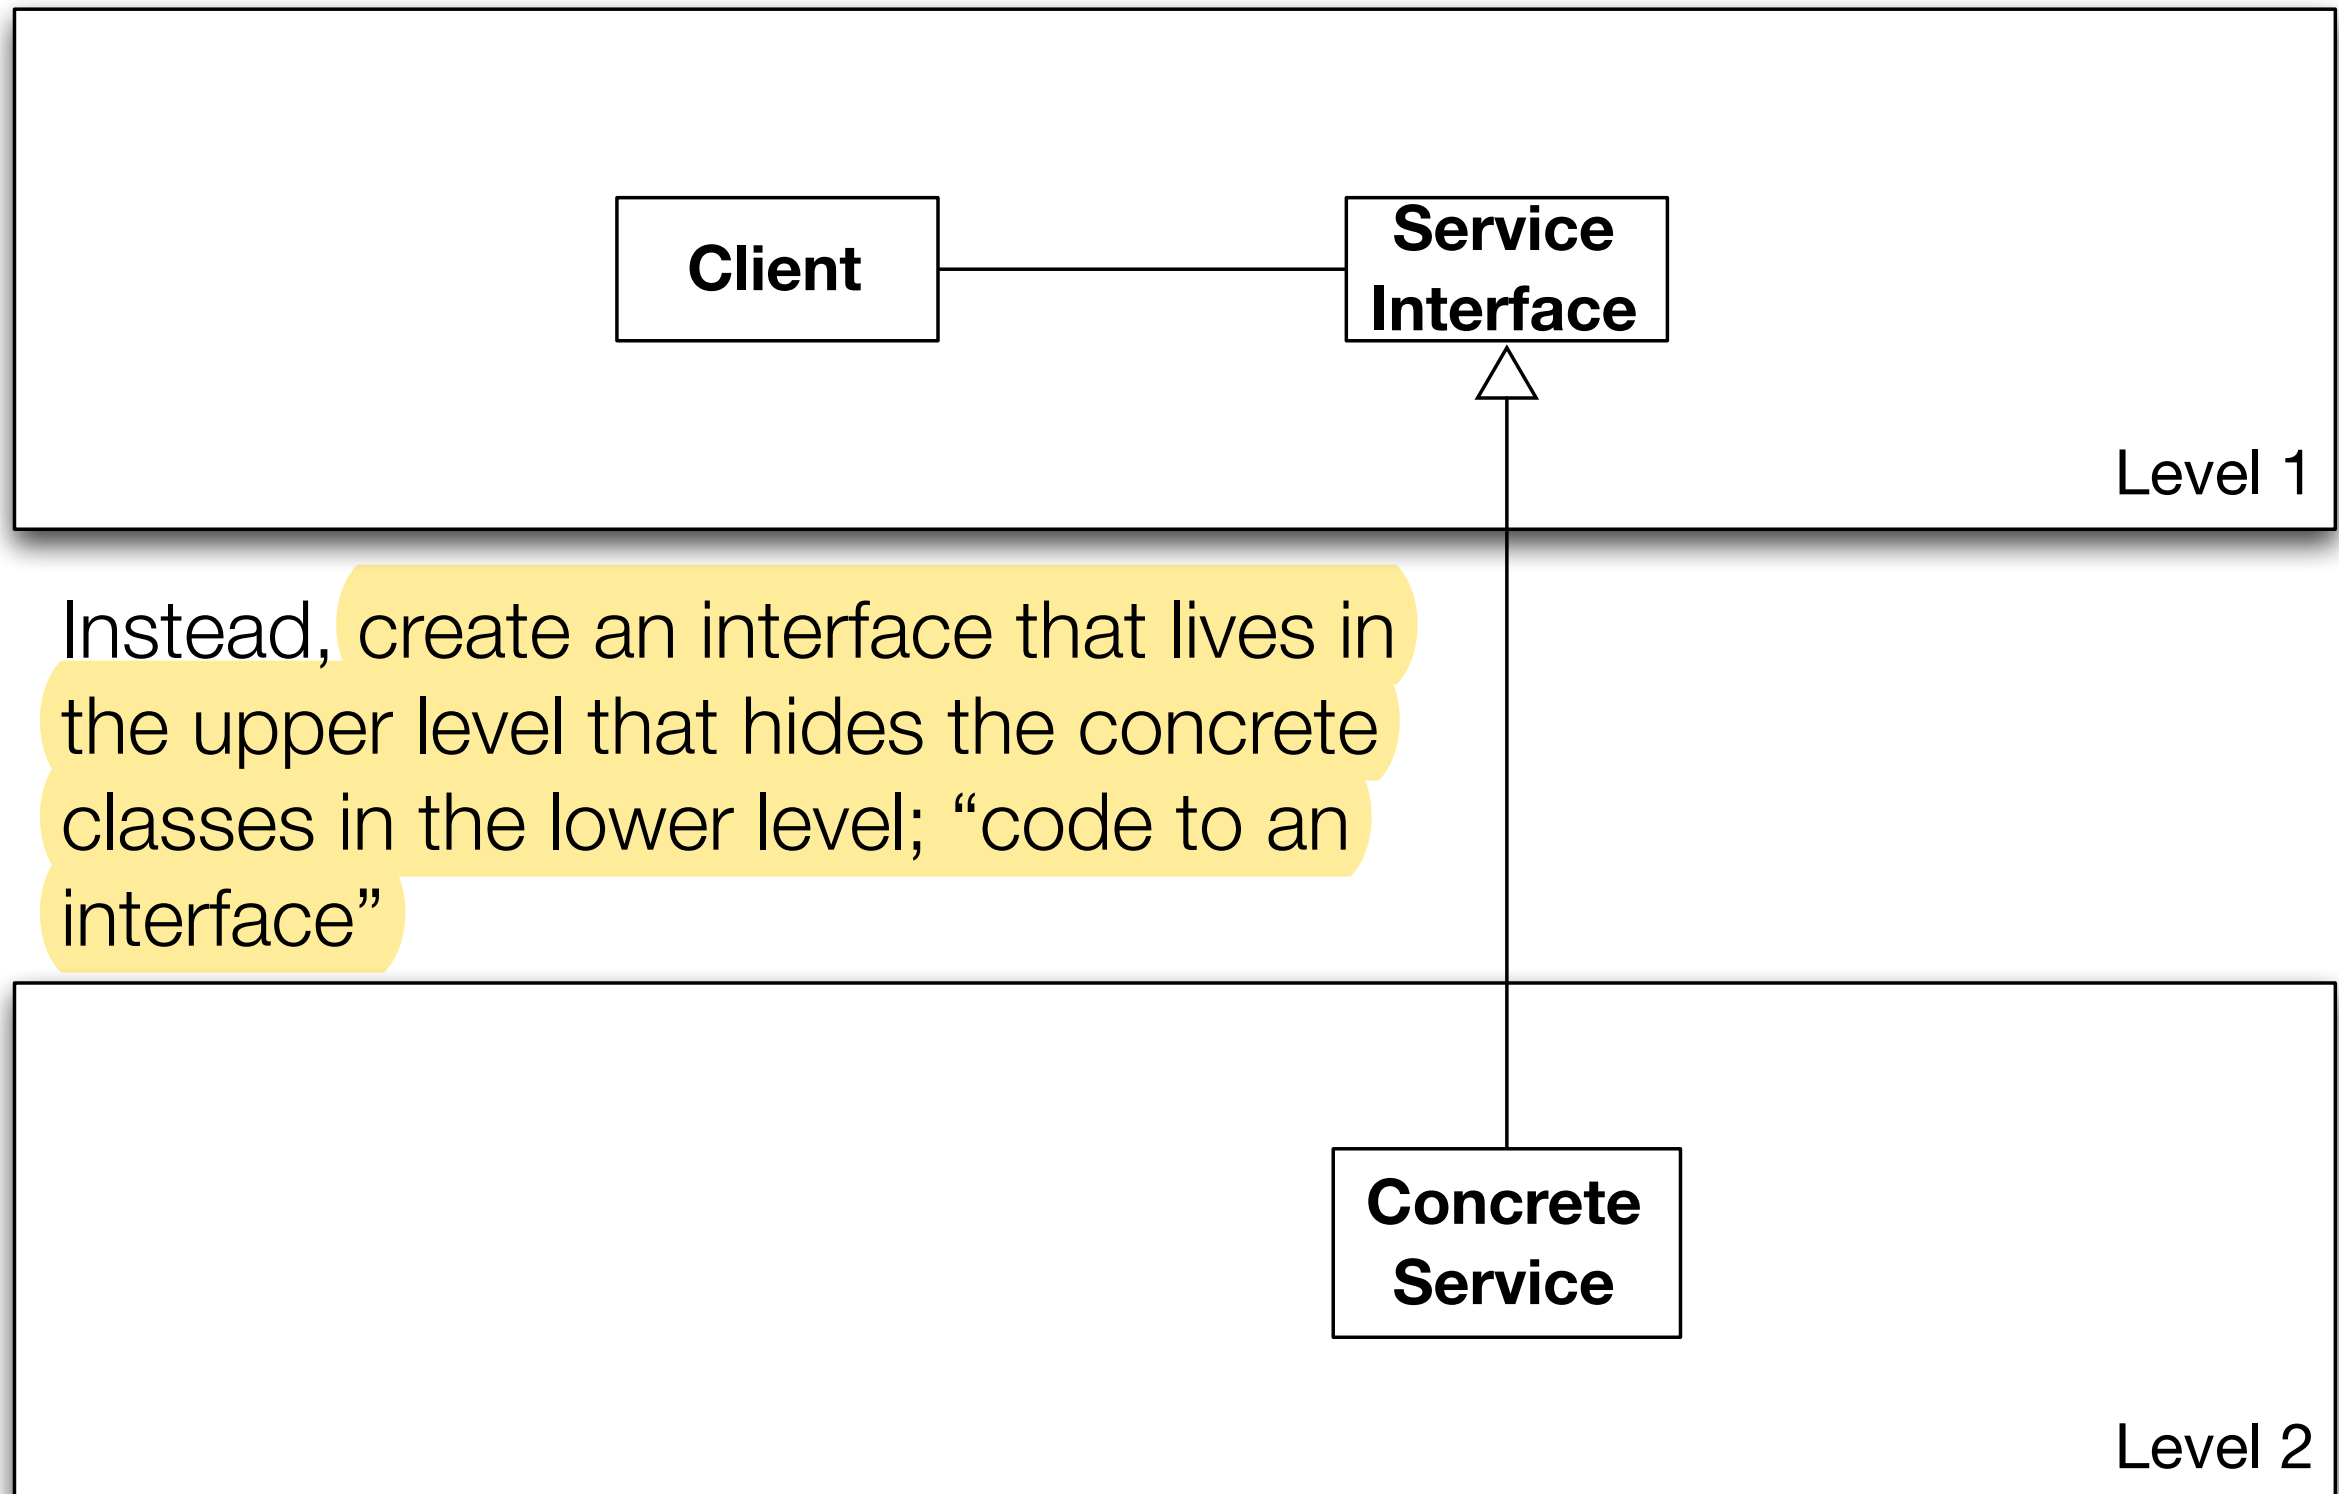 Client
Service
Interface
Level 1
Instead, create an interface that lives in
the upper level that hides the concrete
classes in the lower level; “code to an
interface”
Concrete
Service
Level 2